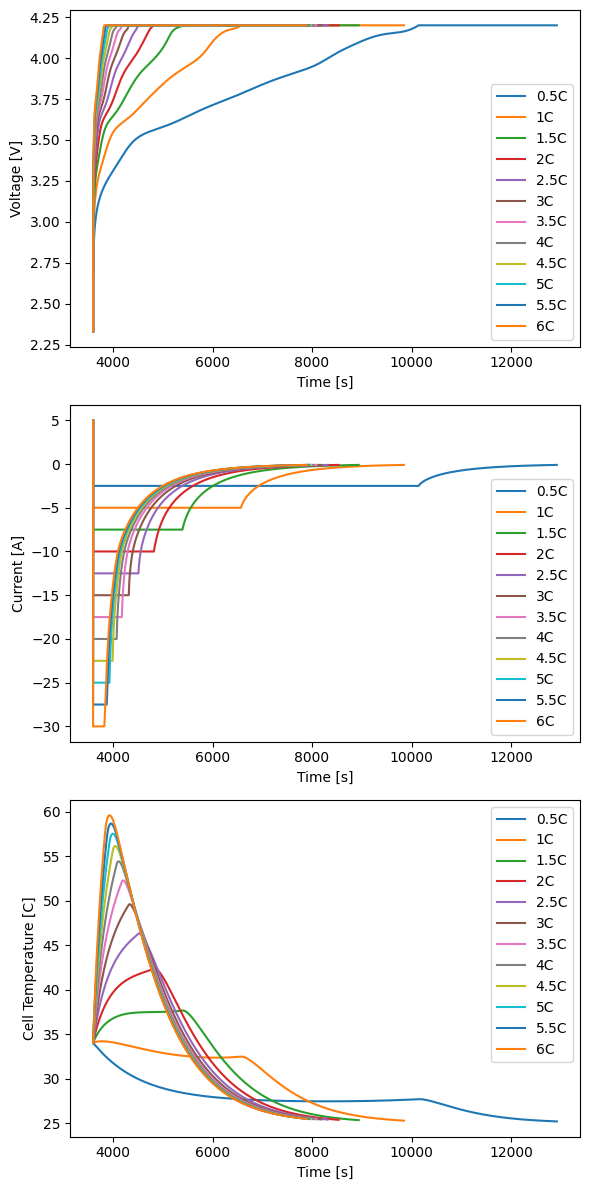 4.25
4.00
3.75
3.50
3.25
3.00
2.75
2.50
2.25
Voltage [V]
0.5C
1C
1.5C
2C
2.5C
3C
3.5C
4C
4.5C
5C
5.5C
6C
4000 6000 8000 10000 12000
Time [s]
5
0
−5
−10
−15
−20
−25
−30
Current [A]
0.5C
1C
1.5C
2C
2.5C
3C
3.5C
4C
4.5C
5C
5.5C
6C
4000 6000 8000 10000 12000
Time [s]
60
55
50
45
40
35
30
25
Cell Temperature [C]
0.5C
1C
1.5C
2C
2.5C
3C
3.5C
4C
4.5C
5C
5.5C
6C
4000 6000 8000 10000 12000
Time [s]